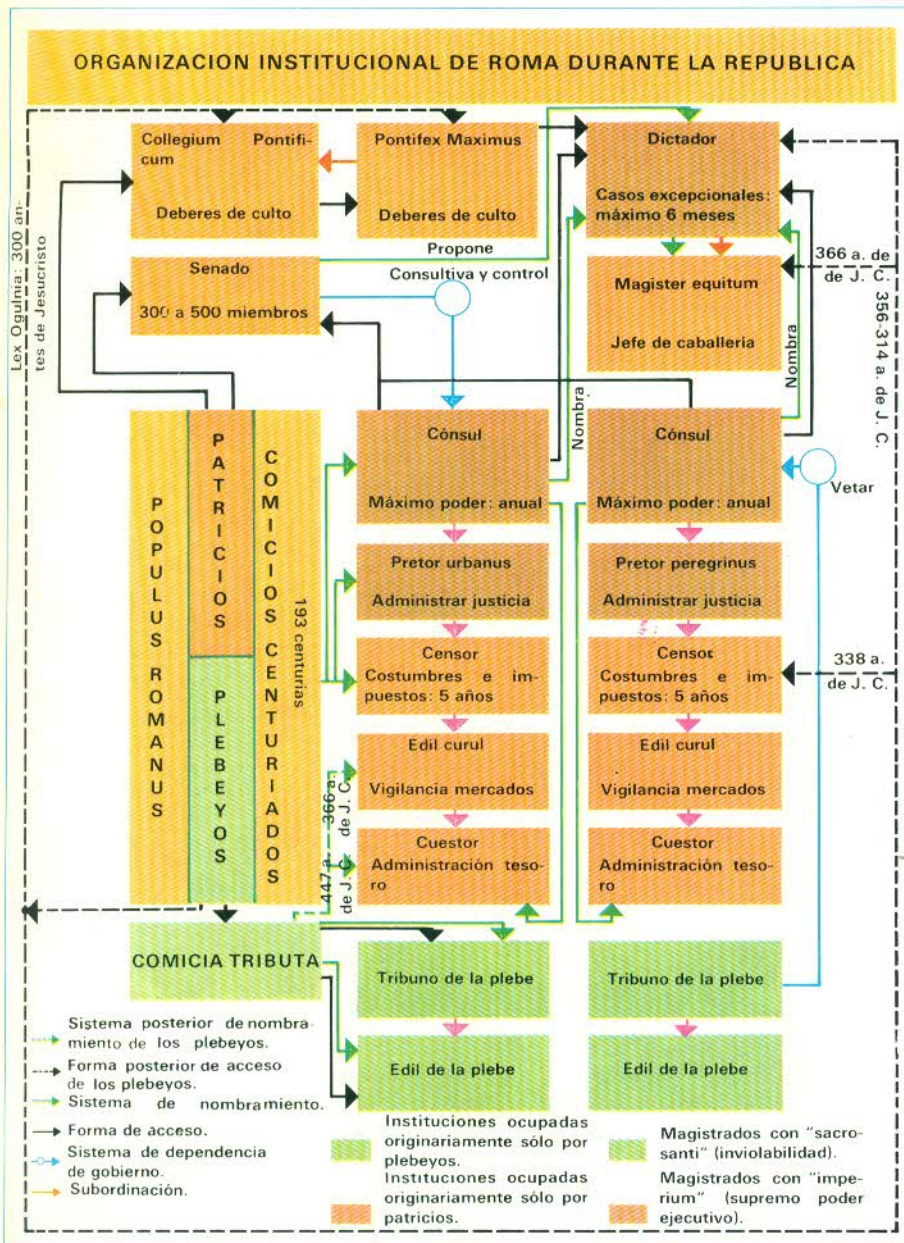 ORGANIZACION INSTITUCIONAL DE ROMA DURANTE LA REPUBLICA
Collegium Pontifi-
cum
Deberes de culto
Pontifex Maximus
Deberes de culto
Dictador
Casos excepcionales:
máximo 6 meses
Lex Ogulnia: 300 an-
tes de Jesucristo
Propone
Senado
300 a 500 miembros
Consultiva y control
Magister equitum
Jefe de caballería
366 a. de
de J. C.
356-314 a. de J. C.
Nombra
Nombra
POPULUS ROMANUS
PATRICIOS
PLEBEYOS
COMICIOS CENTURIADOS
193 centurias
Cónsul
Máximo poder: anual
Cónsul
Máximo poder: anual
Vetar
Pretor urbanus
Administrar justicia
Pretor peregrinus
Administrar justicia
Censor
Costumbres e im-
puestos: 5 años
Censor
Costumbres e im-
puestos: 5 años
338 a.
de J. C.
Edil curul
Vigilancia mercados
Edil curul
Vigilancia mercados
366 a.
de J. C.
447 a.
de J. C.
Cuestor
Administración teso-
ro
Cuestor
Administración teso-
ro
COMICIA TRIBUTA
Tribuno de la plebe
Tribuno de la plebe
Edil de la plebe
Edil de la plebe
Sistema posterior de nombra-
miento de los plebeyos.
Forma posterior de acceso
de los plebeyos.
Sistema de nombramiento.
Forma de acceso.
Sistema de dependencia
de gobierno.
Subordinación.
Instituciones ocupadas
originariamente sólo por
plebeyos.
Instituciones ocupadas
originariamente sólo por
patricios.
Magistrados con "sacro-
santi" (inviolabilidad).
Magistrados con "impe-
rium" (supremo poder
ejecutivo).